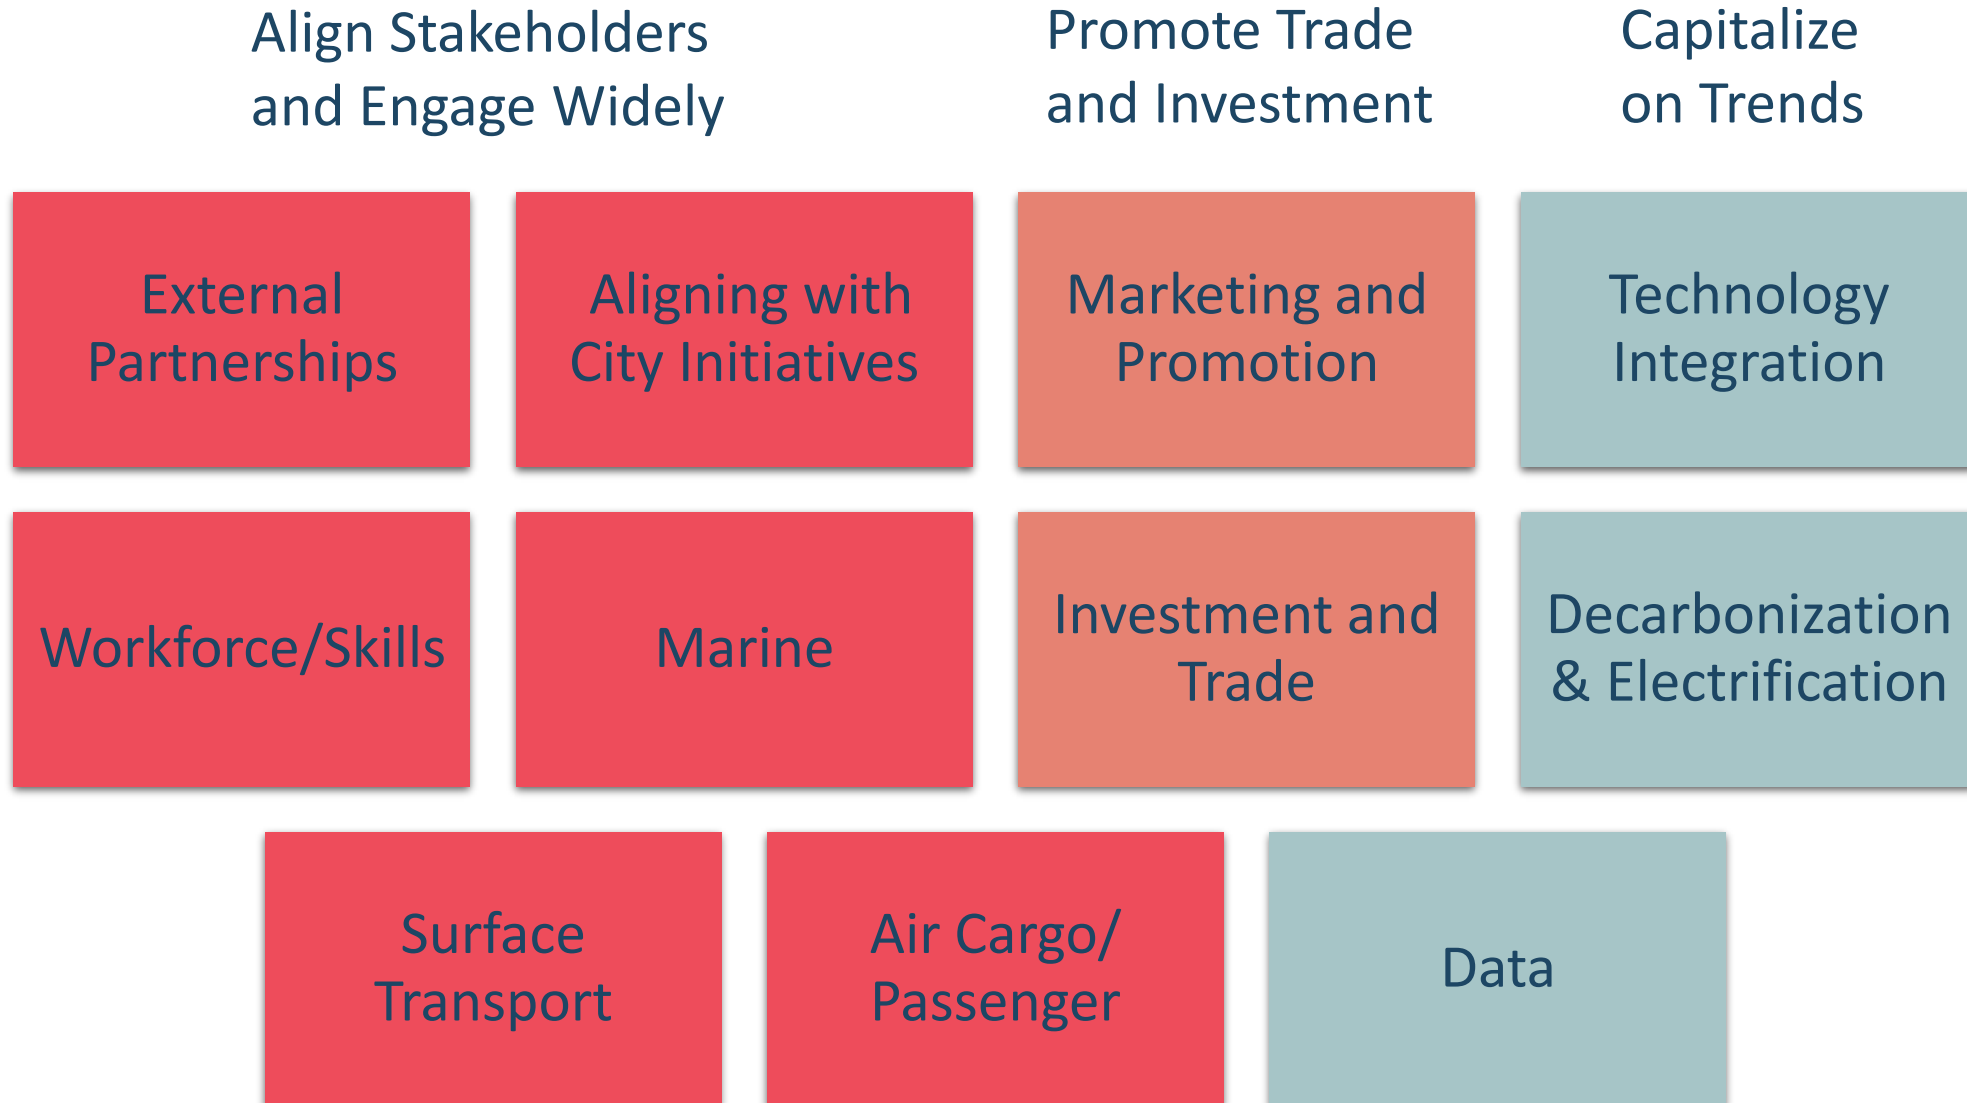 Align Stakeholders
and Engage Widely
Promote Trade
and Investment
Capitalize
on Trends
External
Partnerships
Aligning with
City Initiatives
Marketing and
Promotion
Technology
Integration
Workforce/Skills
Marine
Investment and
Trade
Decarbonization
& Electrification
Surface
Transport
Air Cargo/
Passenger
Data